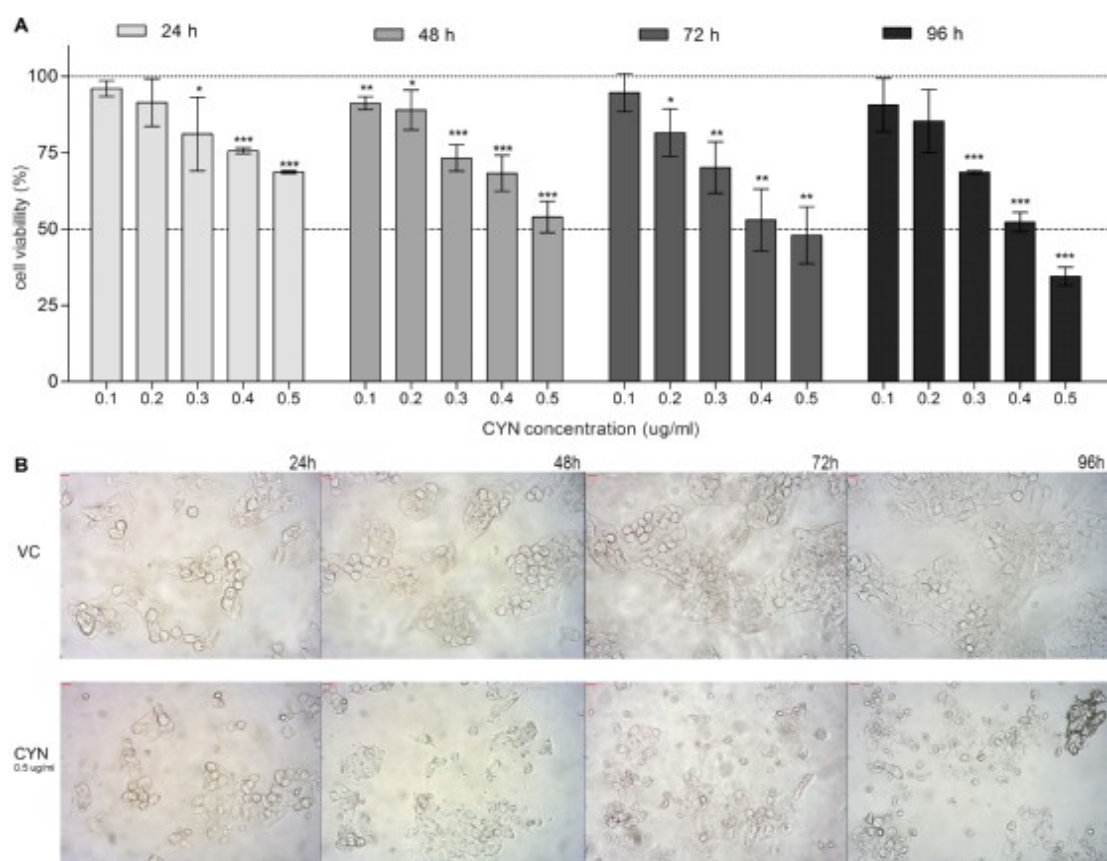 A
24 h 48 h 72 h 96 h
cell viabillity (%)
100
75
50
25
0
* *** ***
** * *** *** ***
* ** ** **
*** *** ***
0.1 0.2 0.3 0.4 0.5 0.1 0.2 0.3 0.4 0.5 0.1 0.2 0.3 0.4 0.5 0.1 0.2 0.3 0.4 0.5
CYN concentration (ug/ml)
B
24h 48h 72h 96h
VC
CYN
0.5 ug/ml